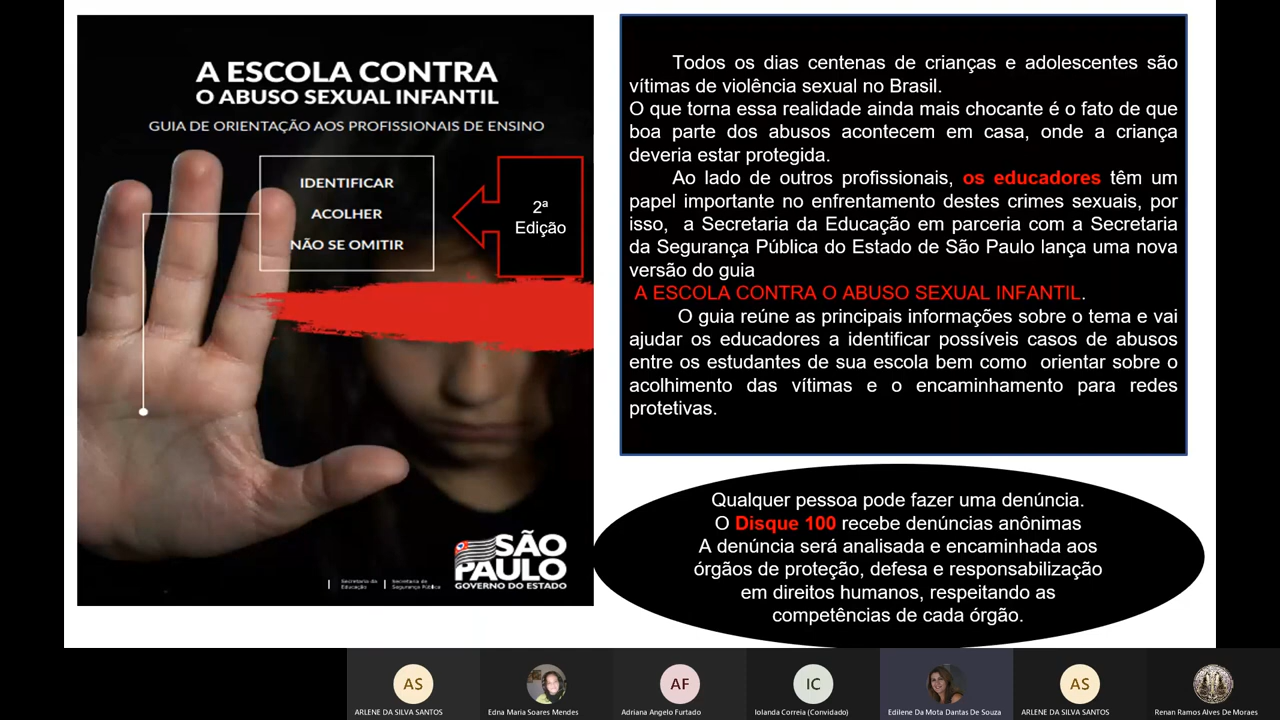 A ESCOLA CONTRA
O ABUSO SEXUAL INFANTIL
GUIA DE ORIENTAÇÃO AOS PROFISSIONAIS DE ENSINO
IDENTIFICAR
ACOLHER
NÃO SE OMITIR
2ª
Edição
SÃO
PAULO
GOVERNO DO ESTADO
Secretaria da
Educação
Secretaria de
Segurança Pública
Todos os dias centenas de crianças e adolescentes são
vítimas de violência sexual no Brasil.
O que torna essa realidade ainda mais chocante é o fato de que
boa parte dos abusos acontecem em casa, onde a criança
deveria estar protegida.
Ao lado de outros profissionais, os educadores têm um
papel importante no enfrentamento destes crimes sexuais, por
isso, a Secretaria da Educação em parceria com a Secretaria
da Segurança Pública do Estado de São Paulo lança uma nova
versão do guia
A ESCOLA CONTRA O ABUSO SEXUAL INFANTIL.
O guia reúne as principais informações sobre o tema e vai
ajudar os educadores a identificar possíveis casos de abusos
entre os estudantes de sua escola bem como orientar sobre o
acolhimento das vítimas e o encaminhamento para redes
protetivas.
Qualquer pessoa pode fazer uma denúncia.
O Disque 100 recebe denúncias anônimas
A denúncia será analisada e encaminhada aos
órgãos de proteção, defesa e responsabilização
em direitos humanos, respeitando as
competências de cada órgão.
AS
ARLENE DA SILVA SANTOS
Edna Maria Soares Mendes
AF
Adriana Angelo Furtado
IC
Iolanda Correia (Convidado)
Edilene Da Mota Dantas De Souza
AS
ARLENE DA SILVA SANTOS
Renan Ramos Alves De Moraes